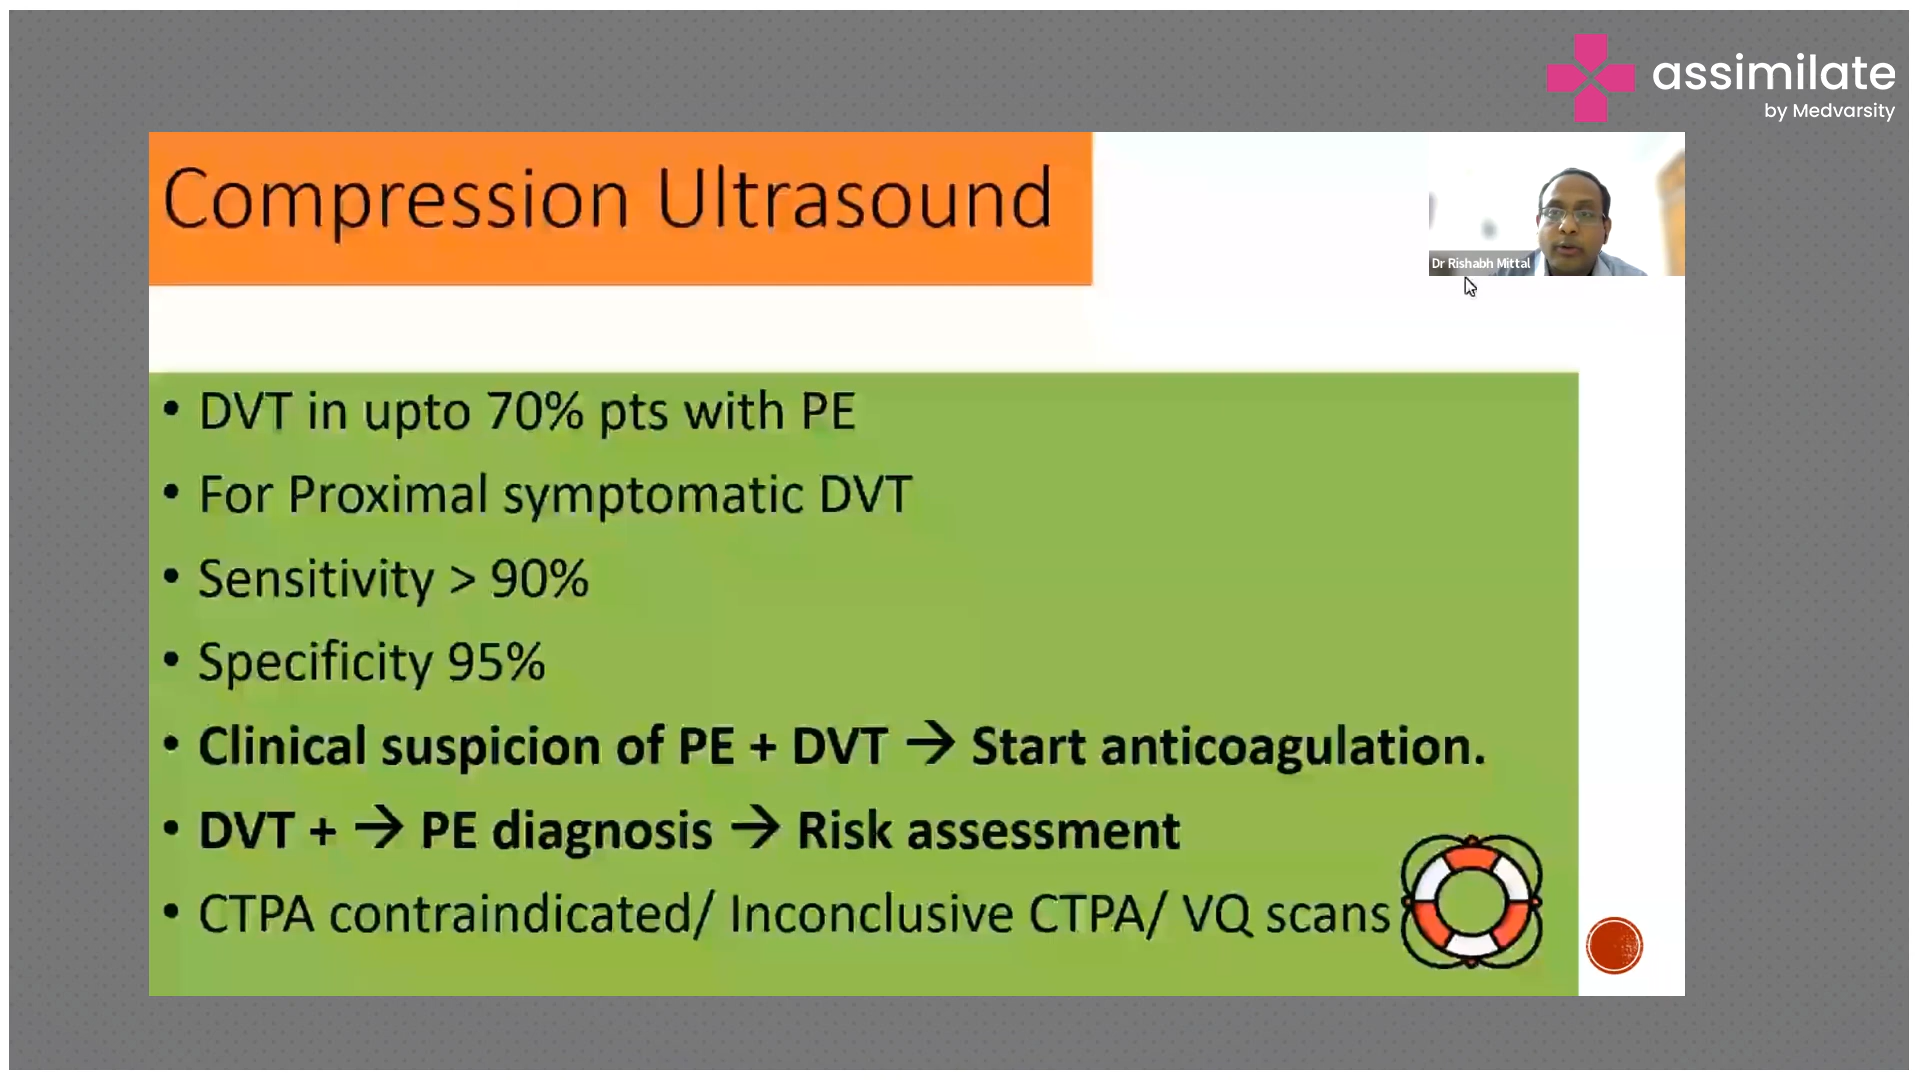 assimilate
by Medvarsity
Compression Ultrasound
Dr Rishabh Mittal
• DVT in upto 70% pts with PE
• For Proximal symptomatic DVT
• Sensitivity > 90%
• Specificity 95%
• Clinical suspicion of PE + DVT → Start anticoagulation.
• DVT + → PE diagnosis → Risk assessment
• CTPA contraindicated/ Inconclusive CTPA/ VQ scans